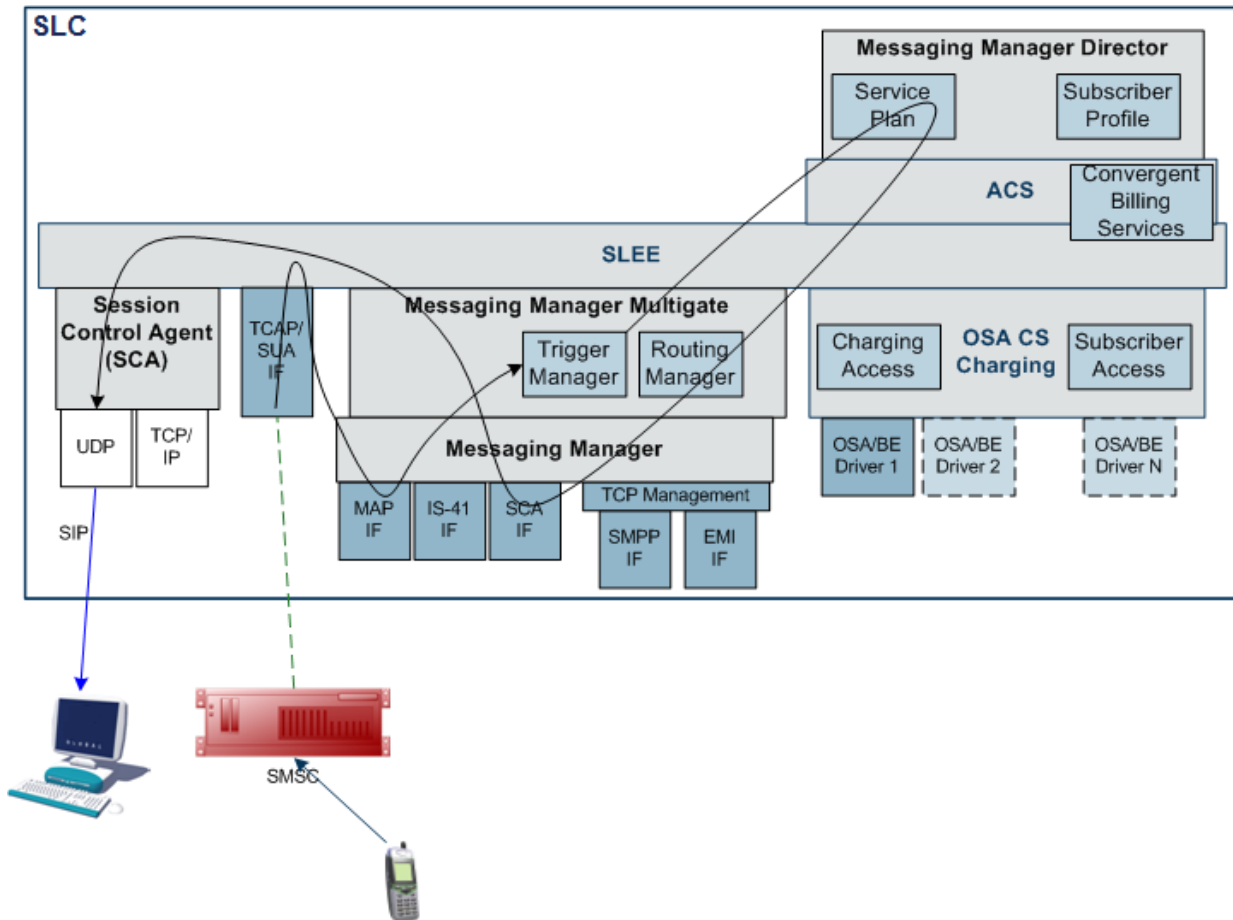 SLC
Messaging Manager Director
Service
Plan
Subscriber
Profile
ACS
Convergent
Billing
Services
SLEE
Session
Control Agent
(SCA)
TCAP/
SUA
IF
Messaging Manager Multigate
Trigger
Manager
Routing
Manager
Charging
Access
OSA CS
Charging
Subscriber
Access
UDP
TCP/
IP
Messaging Manager
OSA/BE
Driver 1
OSA/BE
Driver 2
OSA/BE
Driver N
MAP
IF
IS-41
IF
SCA
IF
TCP Management
SMPP
IF
EMI IF
SIP
GLOBAL
SMSC